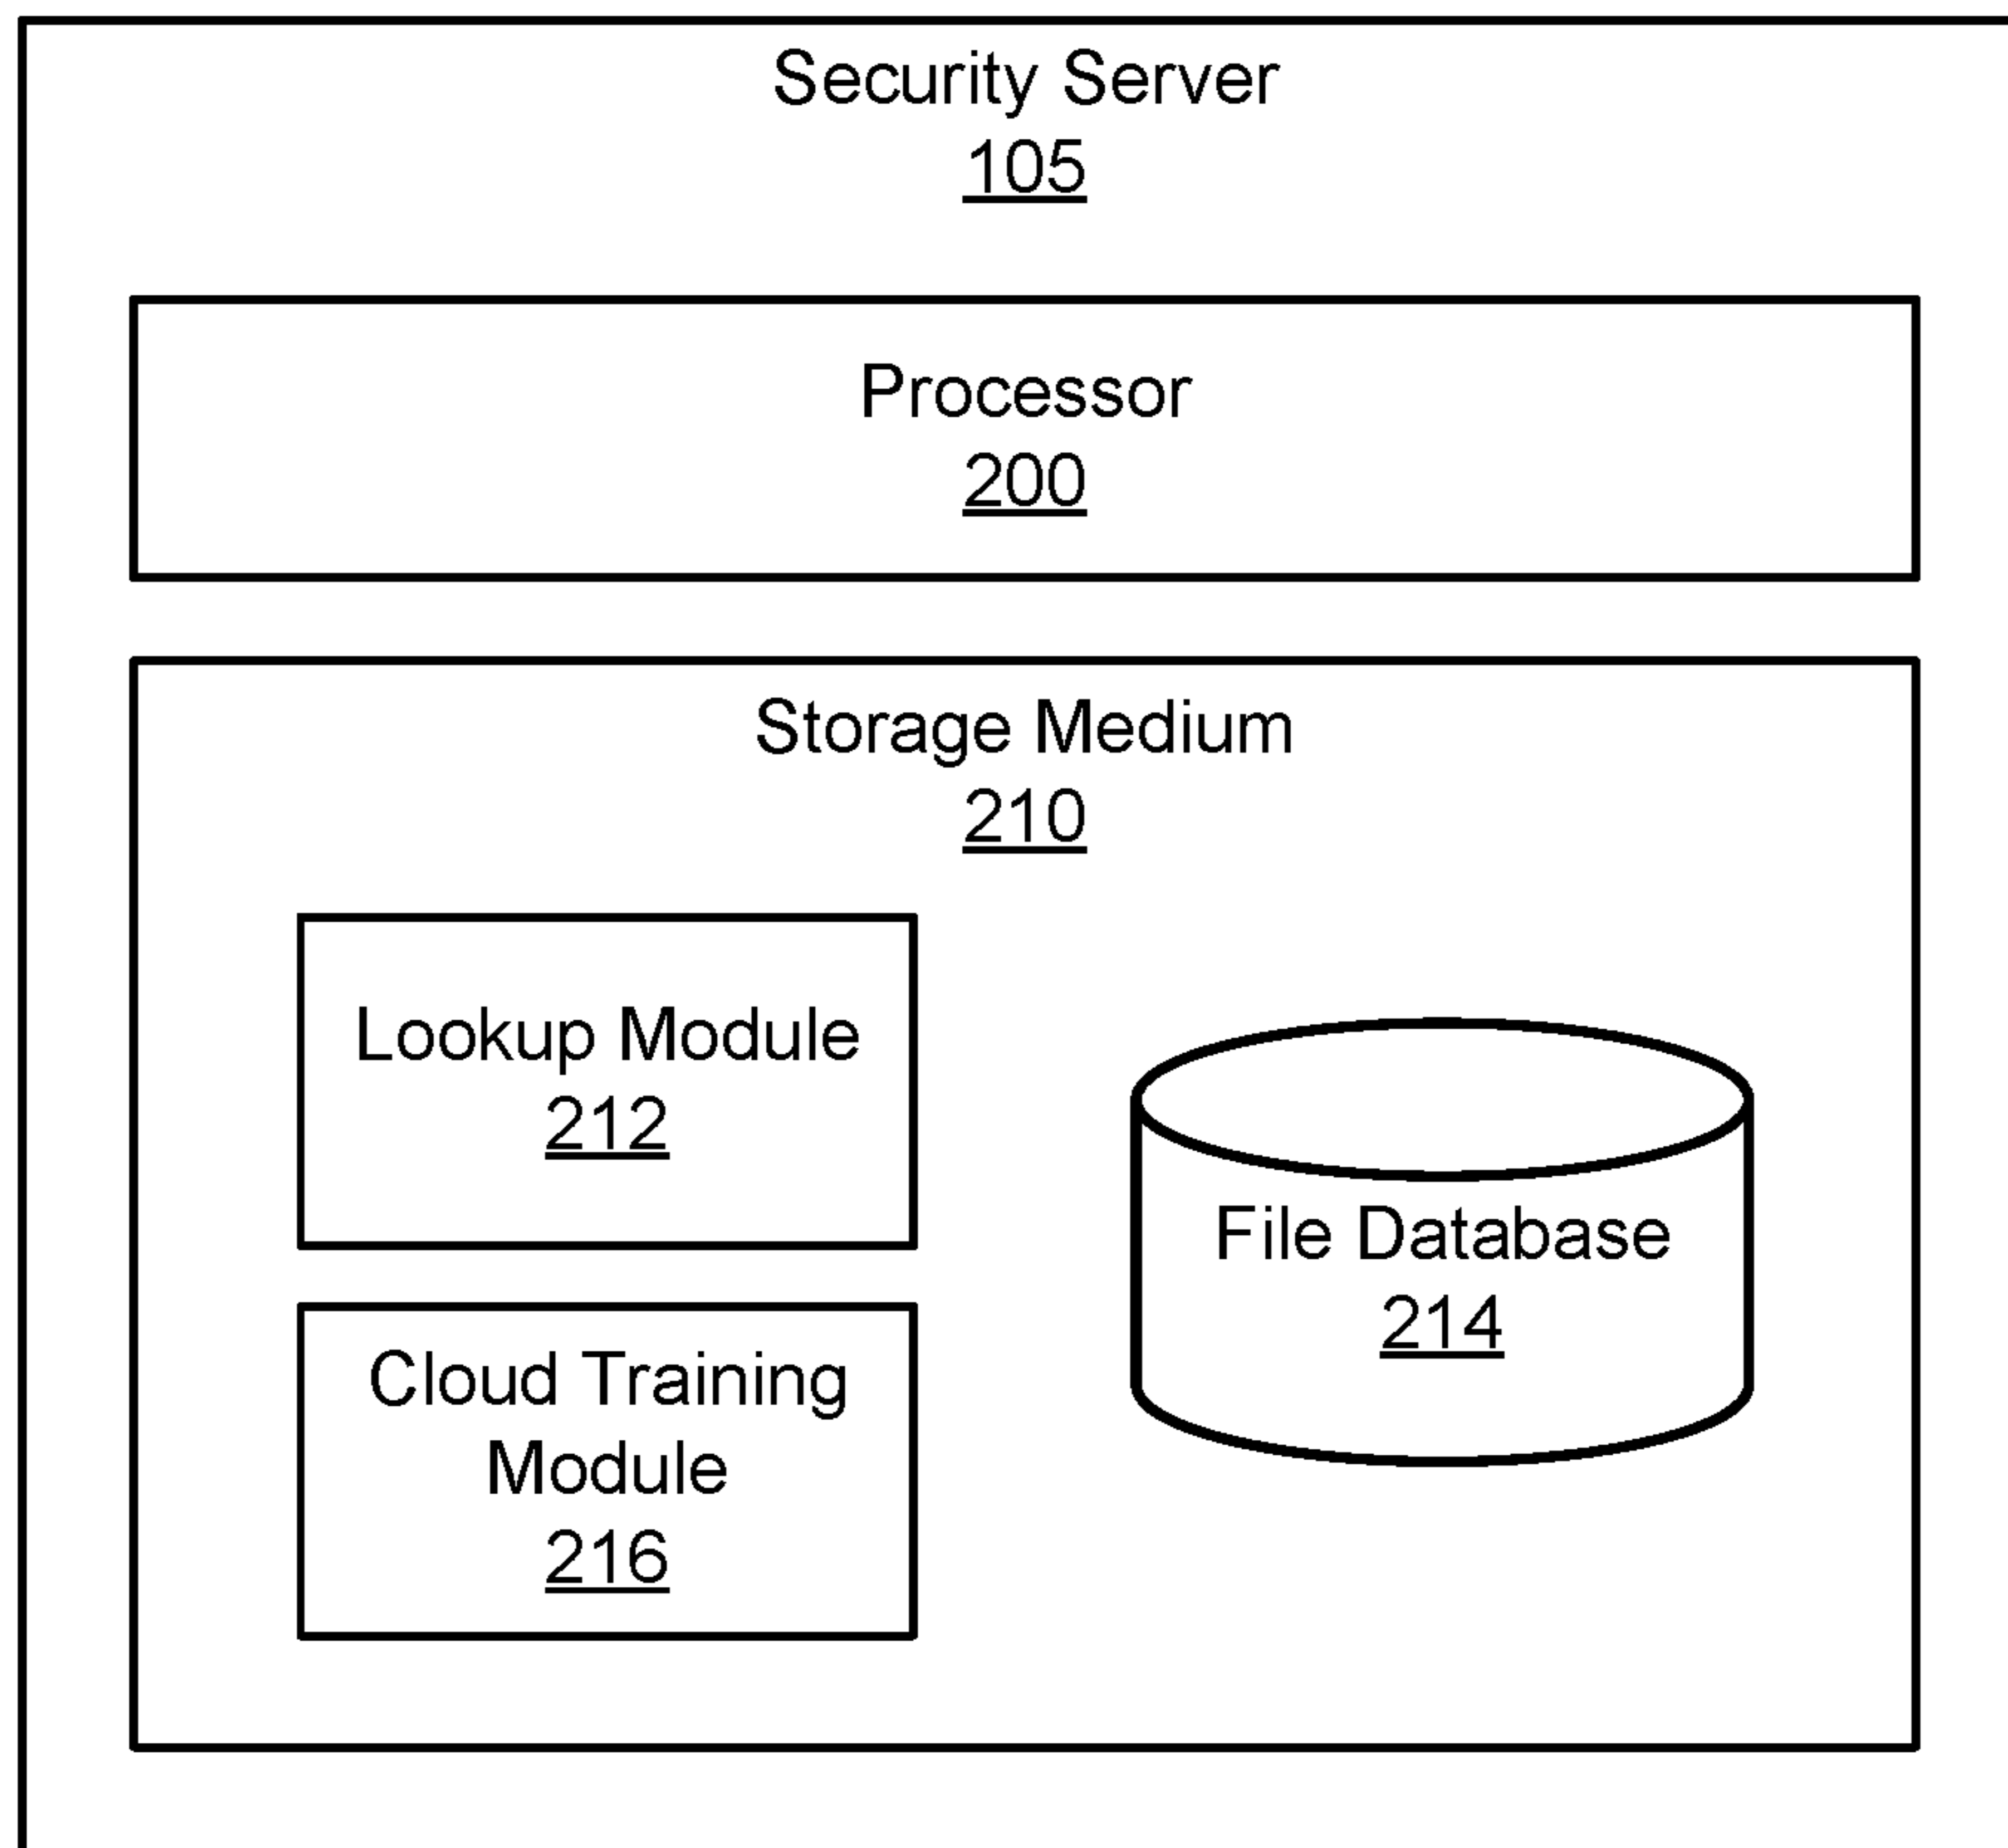 Security Server
105
Processor
200
Storage Medium
210
Lookup Module
212
File Database
214
Cloud Training
Module
216